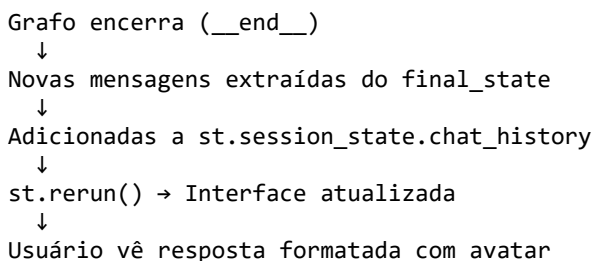 Grafo encerra (__end__)
↓
Novas mensagens extraídas do final_state
↓
Adicionadas a st.session_state.chat_history
↓
st.rerun() → Interface atualizada
↓
Usuário vê resposta formatada com avatar